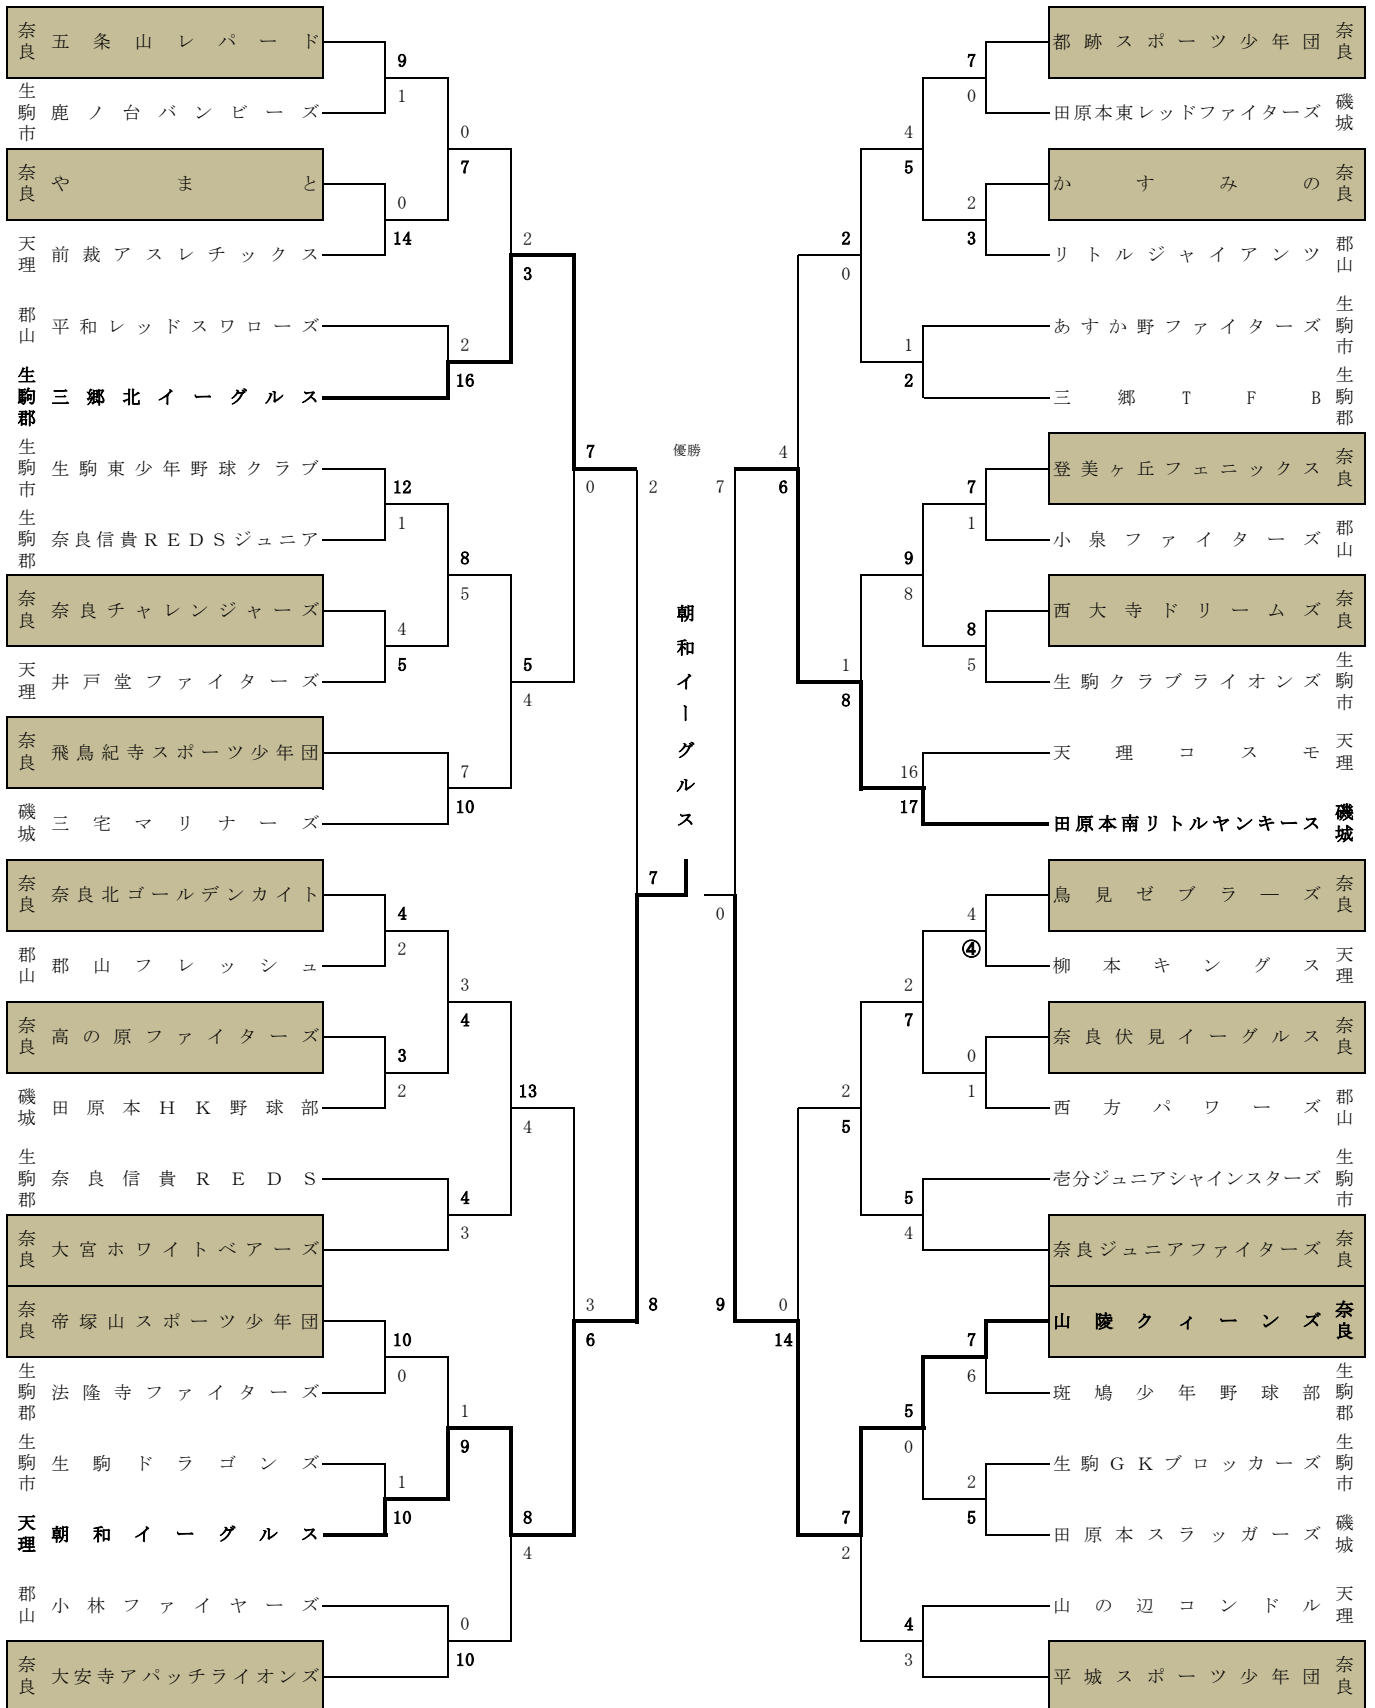 奈良 五条山レパード
9
1
生駒市 鹿ノ台バンビーズ
0
7
奈良 やまと
0
14
天理 前裁アスレチックス
2
3
郡山 平和レッドスワローズ
2
16
生駒郡 三郷北イーグルス
7
0
生駒市 生駒東少年野球クラブ
12
1
生駒郡 奈良信貴REDSジュニア
8
5
奈良 奈良チャレンジャーズ
4
5
天理 井戸堂ファイターズ
5
4
奈良 飛鳥紀寺スポーツ少年団
7
10
磯城 三宅マリナーズ
2
8
奈良 奈良北ゴールデンカイト
4
2
郡山 郡山フレッシュ
3
4
奈良 高の原ファイターズ
3
2
磯城 田原本HK野球部
13
4
生駒郡 奈良信貴REDS
4
3
奈良 大宮ホワイトベアーズ
3
6
奈良 帝塚山スポーツ少年団
10
0
生駒郡 法隆寺ファイターズ
1
9
生駒市 生駒ドラゴンズ
1
10
天理 朝和イーグルス
8
4
郡山 小林ファイヤーズ
0
10
奈良 大安寺アパッチライオンズ
優勝
朝和イーグルス
7
0
都跡スポーツ少年団 奈良
7
0
田原本東レッドファイターズ 磯城
4
5
かすみの 奈良
2
3
リトルジャイアンツ 郡山
2
0
あすか野ファイターズ 生駒市
1
2
三郷TFB 生駒郡
4
6
登美ヶ丘フェニックス 奈良
7
1
小泉ファイターズ 郡山
9
8
西大寺ドリームズ 奈良
8
5
生駒クラブライオンズ 生駒市
1
8
天理コスモ 天理
16
17
田原本南リトルヤンキース 磯城
7
9
鳥見ゼブラーズ 奈良
4
④
柳本キングス 天理
2
7
奈良伏見イーグルス 奈良
0
1
西方パワーズ 郡山
2
5
壱分ジュニアシャインスターズ 生駒市
5
4
奈良ジュニアファイターズ 奈良
0
14
山陵クィーンズ 奈良
7
6
斑鳩少年野球部 生駒郡
5
0
生駒GKブロッカーズ 生駒市
2
5
田原本スラッガーズ 磯城
7
2
山の辺コンドル 天理
4
3
平城スポーツ少年団 奈良